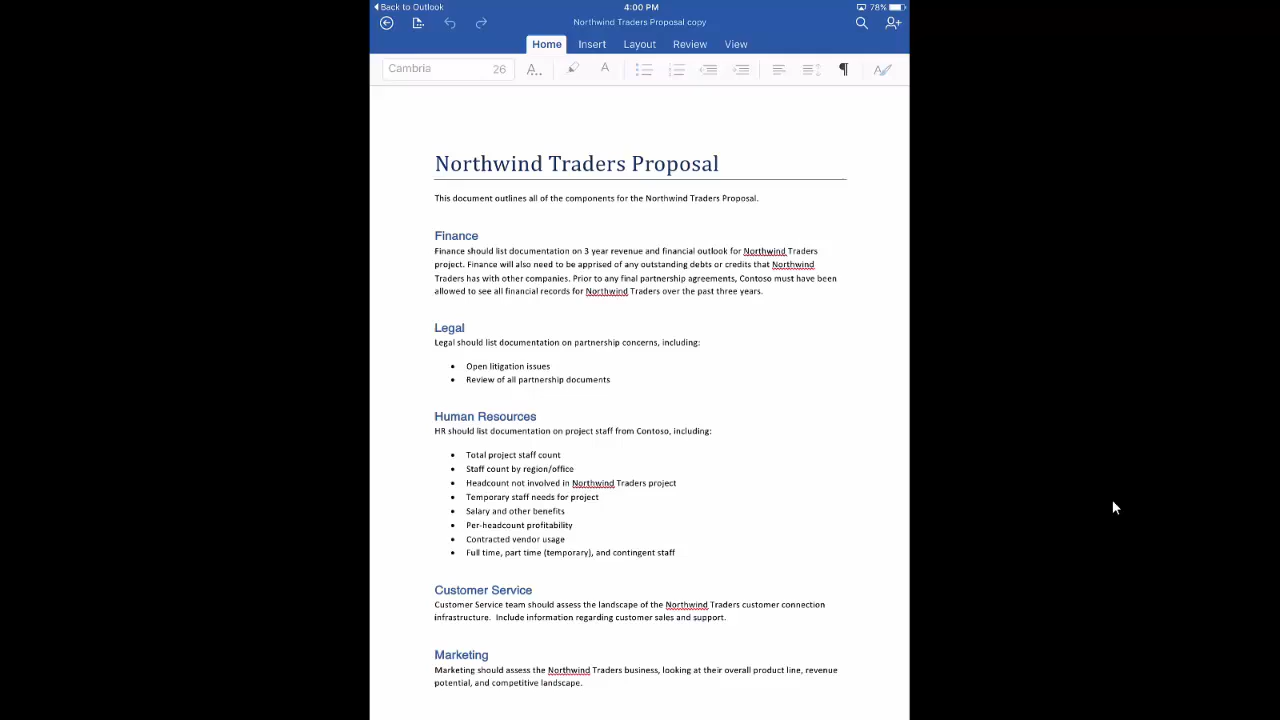 Back to Outlook 4:00 PM 78%
Northwind Traders Proposal copy
Home Insert Layout Review View
Cambria 26 A... A ¶
Northwind Traders Proposal
This document outlines all of the components for the Northwind Traders Proposal.
Finance
Finance should list documentation on 3 year revenue and financial outlook for Northwind Traders
project. Finance will also need to be apprised of any outstanding debts or credits that Northwind
Traders has with other companies. Prior to any final partnership agreements, Contoso must have been
allowed to see all financial records for Northwind Traders over the past three years.
Legal
Legal should list documentation on partnership concerns, including:
• Open litigation issues
• Review of all partnership documents
Human Resources
HR should list documentation on project staff from Contoso, including:
• Total project staff count
• Staff count by region/office
• Headcount not involved in Northwind Traders project
• Temporary staff needs for project
• Salary and other benefits
• Per-headcount profitability
• Contracted vendor usage
• Full time, part time (temporary), and contingent staff
Customer Service
Customer Service team should assess the landscape of the Northwind Traders customer connection
infrastructure.  Include information regarding customer sales and support.
Marketing
Marketing should assess the Northwind Traders business, looking at their overall product line, revenue
potential, and competitive landscape.